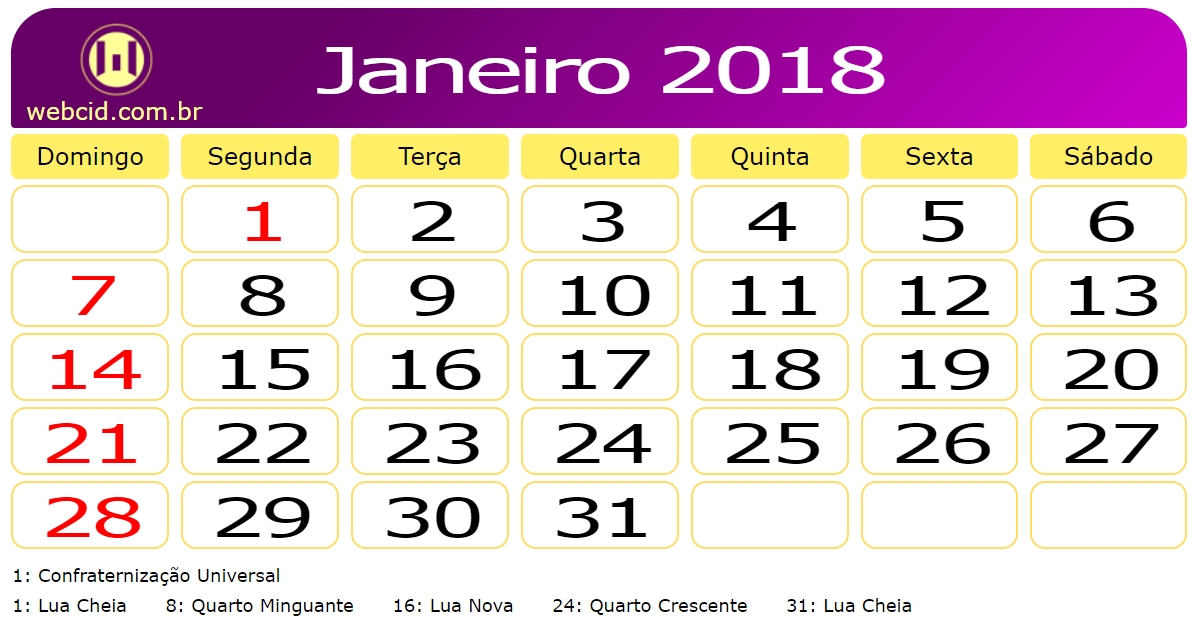 Janeiro 2018
webcid.com.br
Domingo Segunda Terça Quarta Quinta Sexta Sábado
1 2 3 4 5 6
7 8 9 10 11 12 13
14 15 16 17 18 19 20
21 22 23 24 25 26 27
28 29 30 31
1: Confraternização Universal
1: Lua Cheia 8: Quarto Minguante 16: Lua Nova 24: Quarto Crescente 31: Lua Cheia